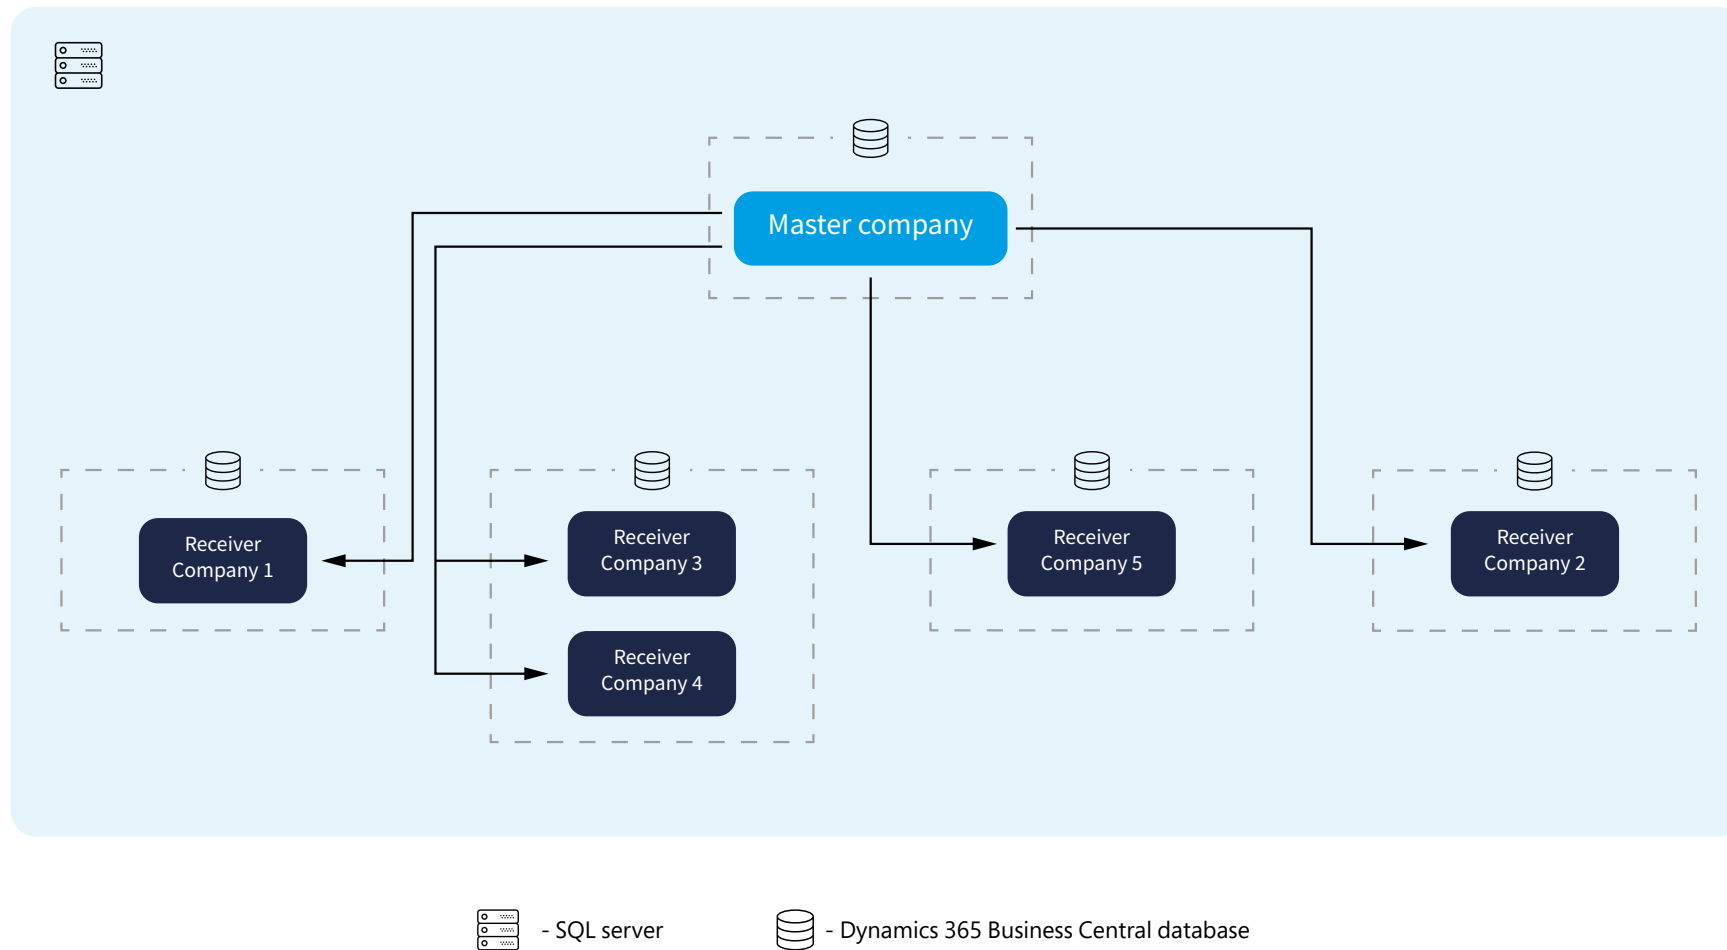 Master company
Receiver
Company 1
Receiver
Company 3
Receiver
Company 4
Receiver
Company 5
Receiver
Company 2
- SQL server
- Dynamics 365 Business Central database